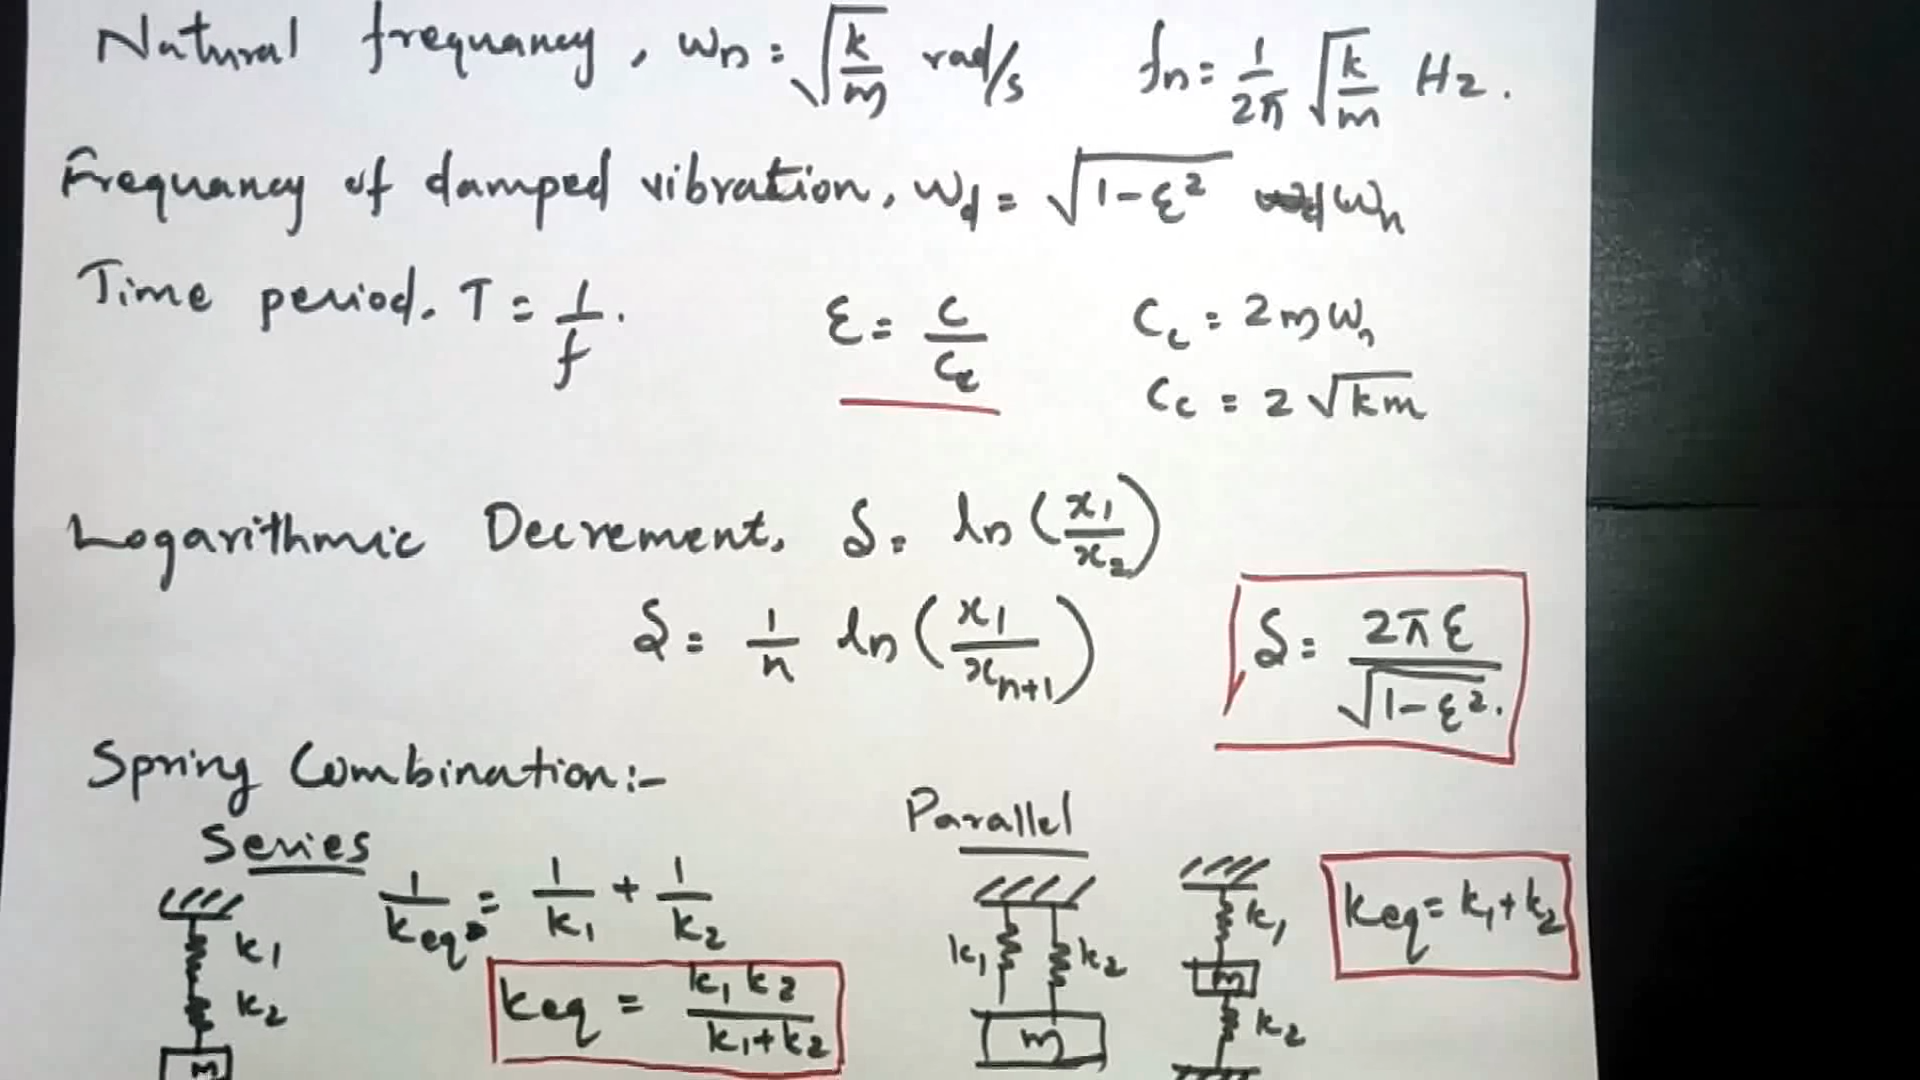 Natural frequancy, ωn = √(k/m) rad/s fn = 1/2π √(k/m) Hz.
Frequancy of damped vibration, ωd = √(1-ε²) ωn
Time period. T = 1/f. ε = c/cc Cc = 2mωn
Cc = 2√km
Logarithmic Decrement, δ = ln(x1/x2)
δ = 1/n ln(x1/xn+1) δ = 2πε/√(1-ε²).
Spring Combination:-
Series Parallel
1/keq = 1/k1 + 1/k2
keq = k1+k2
k1 k1 k2 k1
k2
keq = k1 k2/k1+k2
m m m k2